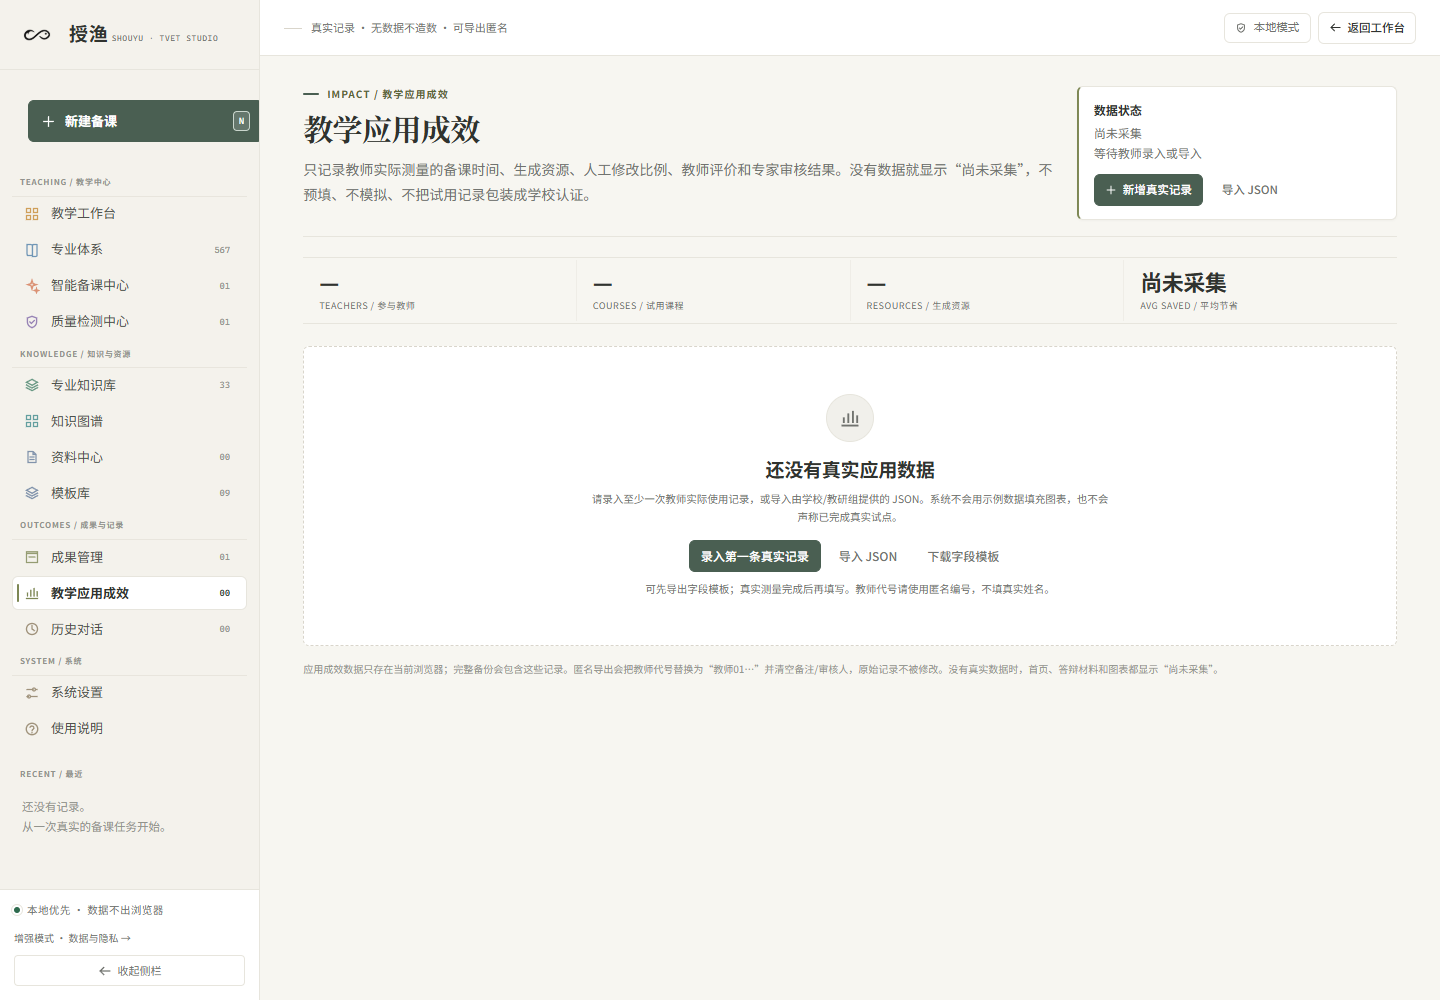 授渔 SHOUYU · TVET STUDIO
新建备课 N
TEACHING / 教学中心
教学工作台
专业体系 567
智能备课中心 01
质量检测中心 01
KNOWLEDGE / 知识与资源
专业知识库 33
知识图谱
资料中心 00
模板库 09
OUTCOMES / 成果与记录
成果管理 01
教学应用成效 00
历史对话 00
SYSTEM / 系统
系统设置
使用说明
RECENT / 最近
还没有记录。
从一次真实的备课任务开始。
本地优先 · 数据不出浏览器
增强模式 · 数据与隐私 →
← 收起侧栏
真实记录 · 无数据不造数 · 可导出匿名
本地模式
← 返回工作台
IMPACT / 教学应用成效
教学应用成效
只记录教师实际测量的备课时间、生成资源、人工修改比例、教师评价和专家审核结果。没有数据就显示“尚未采集”，不
预填、不模拟、不把试用记录包装成学校认证。
数据状态
尚未采集
等待教师录入或导入
新增真实记录 导入 JSON
— — — 尚未采集
TEACHERS / 参与教师 COURSES / 试用课程 RESOURCES / 生成资源 AVG SAVED / 平均节省
还没有真实应用数据
请录入至少一次教师实际使用记录，或导入由学校/教研组提供的 JSON。系统不会用示例数据填充图表，也不会
声称已完成真实试点。
录入第一条真实记录 导入 JSON 下载字段模板
可先导出字段模板；真实测量完成后再填写。教师代号请使用匿名编号，不填真实姓名。
应用成效数据只存在当前浏览器；完整备份会包含这些记录。匿名导出会把教师代号替换为“教师01…”并清空备注/审核人，原始记录不被修改。没有真实数据时，首页、答辩材料和图表都显示“尚未采集”。